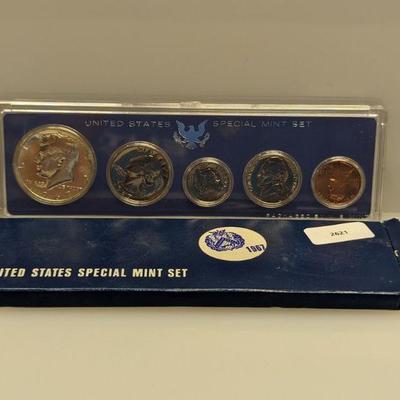 UNITED STATES SPECIAL MINT SET
2621
1967
UNITED STATES SPECIAL MINT SET